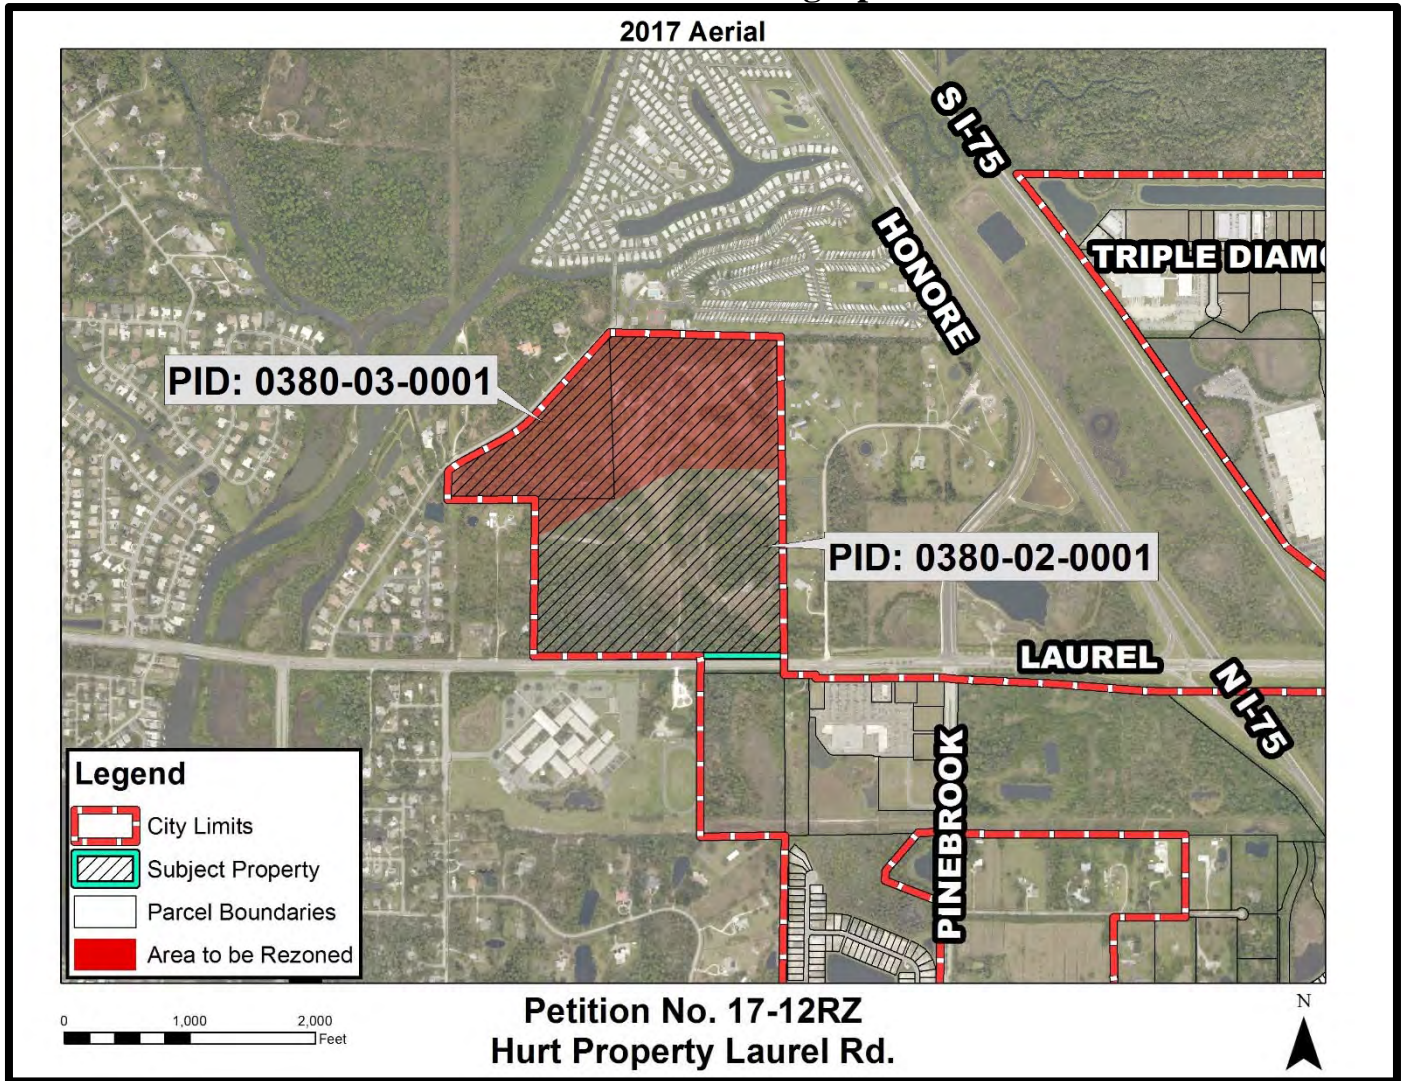 2017 Aerial
S I-75
HONORE
TRIPLE DIAM
PID: 0380-03-0001
PID: 0380-02-0001
LAUREL
N I-75
PINEBROOK
Legend
City Limits
Subject Property
Parcel Boundaries
Area to be Rezoned
0 1,000 2,000
Feet
Petition No. 17-12RZ
Hurt Property Laurel Rd.
N